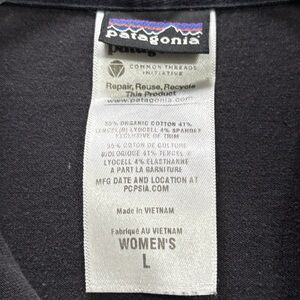 patagonia
COMMON THREADS
INITIATIVE
Repair, Reuse, Recycle
This Product
www.patagonia.com
55% ORGANIC COTTON 41%
TENCEL(R) LYOCELL 4% SPANDEX
EXCLUSIVE OF TRIM
55% COTON DE CULTURE
BIOLOGIQUE 41% TENCEL
LYOCELL 4% ELASTHANNE
A PART LA GARNITURE
MFG DATE AND LOCATION AT
PCPSIA.COM
Made in VIETNAM
Fabriqué AU VIETNAM
WOMEN'S
L